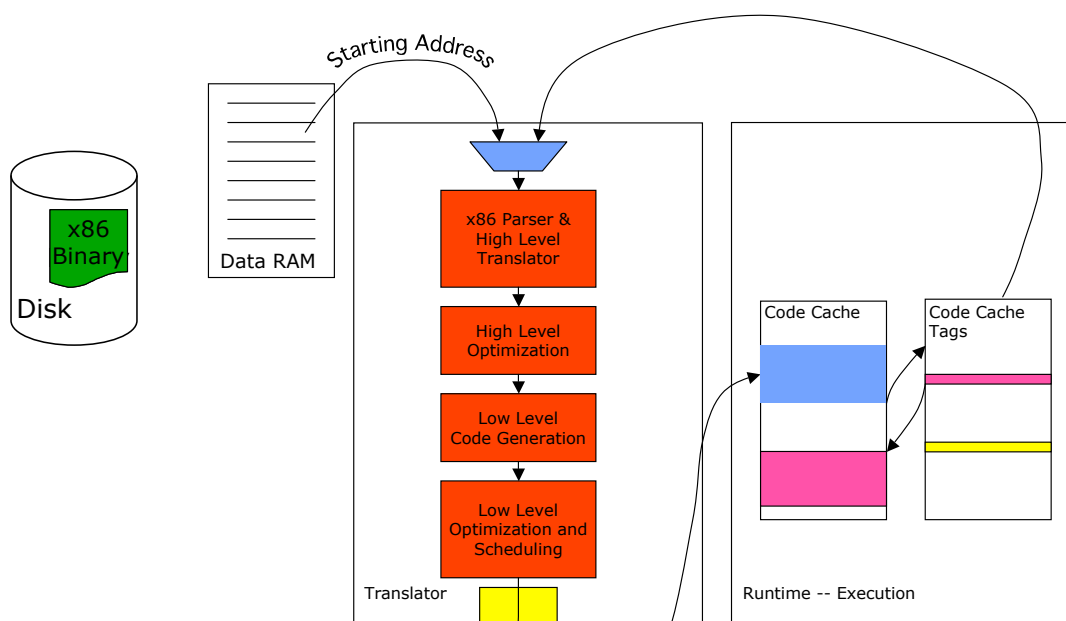 Starting Address
Data RAM
x86
Binary
Disk
x86 Parser &
High Level
Translator
High Level
Optimization
Low Level
Code Generation
Low Level
Optimization and
Scheduling
Translator
Code Cache
Code Cache
Tags
Runtime -- Execution